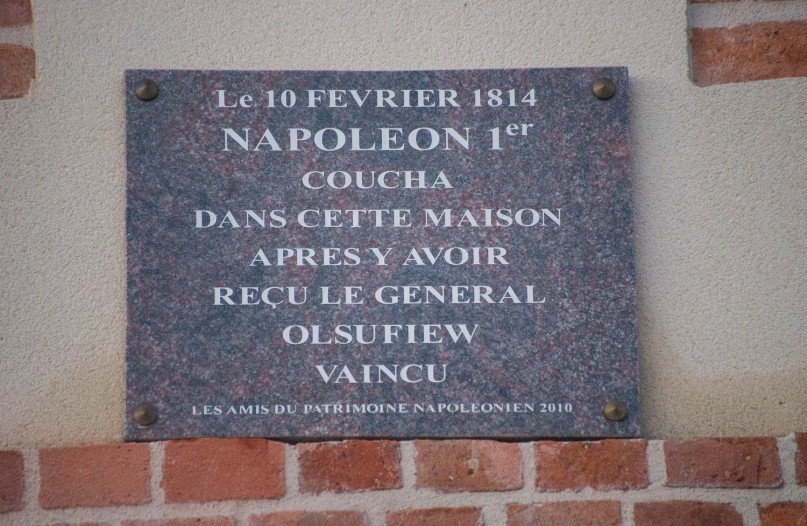 Le 10 FEVRIER 1814
NAPOLEON 1er
COUCHA
DANS CETTE MAISON
APRES Y AVOIR
REÇU LE GENERAL
OLSUFIEW
VAINCU
LES AMIS DU PATRIMOINE NAPOLEONIEN 2010